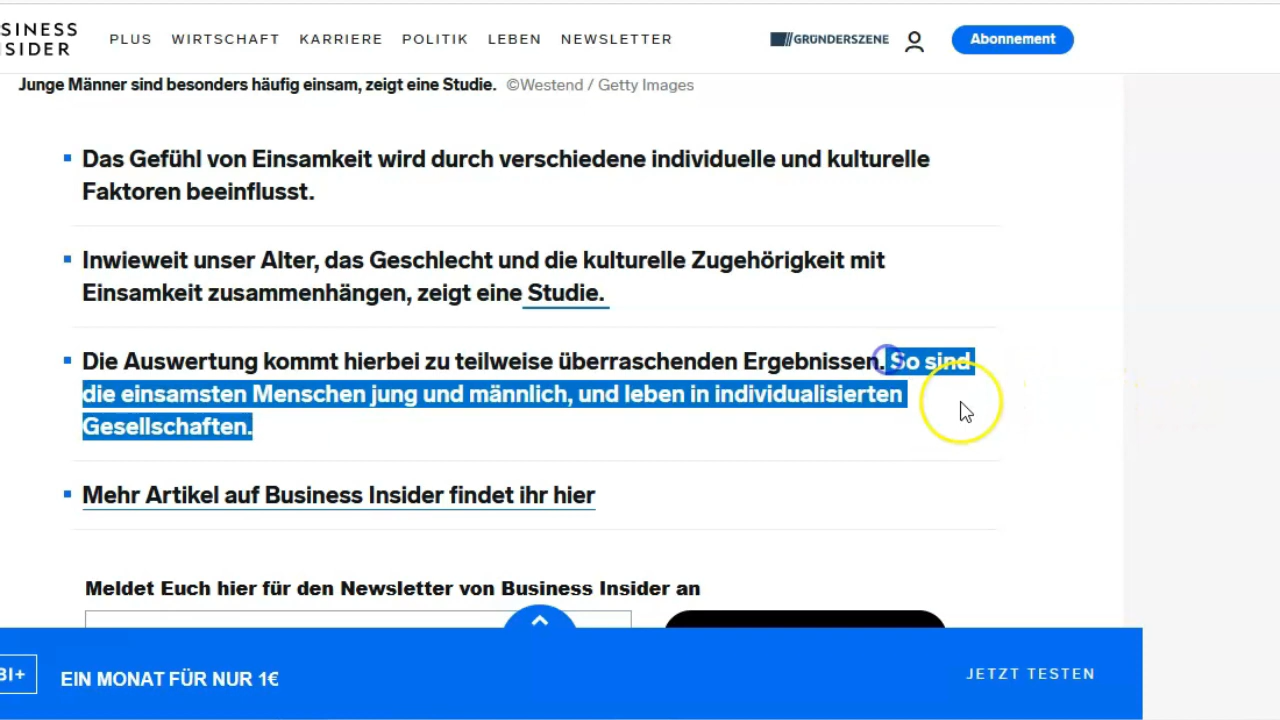 SINESS
SIDER
PLUS WIRTSCHAFT KARRIERE POLITIK LEBEN NEWSLETTER
GRÜNDERSZENE
Abonnement
Junge Männer sind besonders häufig einsam, zeigt eine Studie. ©Westend / Getty Images
Das Gefühl von Einsamkeit wird durch verschiedene individuelle und kulturelle
Faktoren beeinflusst.
Inwieweit unser Alter, das Geschlecht und die kulturelle Zugehörigkeit mit
Einsamkeit zusammenhängen, zeigt eine Studie.
Die Auswertung kommt hierbei zu teilweise überraschenden Ergebnissen. So sind
die einsamsten Menschen jung und männlich, und leben in individualisierten
Gesellschaften.
Mehr Artikel auf Business Insider findet ihr hier
Meldet Euch hier für den Newsletter von Business Insider an
BI+ EIN MONAT FÜR NUR 1€ JETZT TESTEN